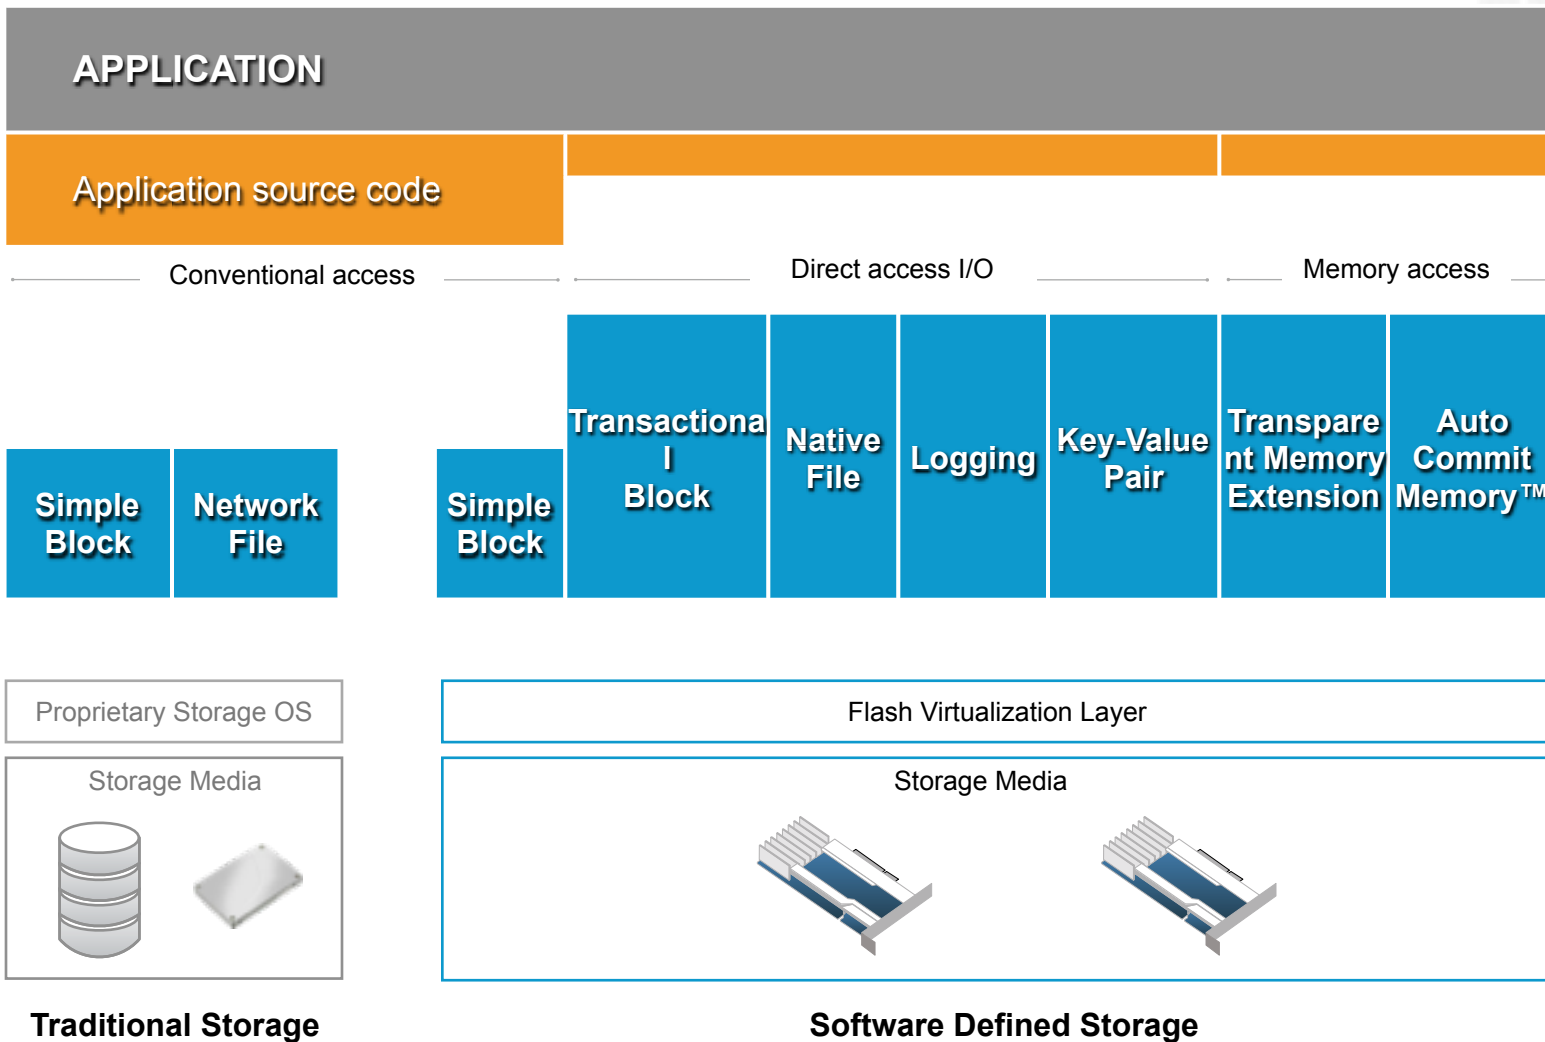 APPLICATION
Application source code
Conventional access
Direct access I/O
Memory access
Simple
Block
Network
File
Simple
Block
Transactiona
l
Block
Native
File
Logging
Key-Value
Pair
Transpare
nt Memory
Extension
Auto
Commit
Memory™
Proprietary Storage OS
Flash Virtualization Layer
Storage Media
Storage Media
Traditional Storage
Software Defined Storage